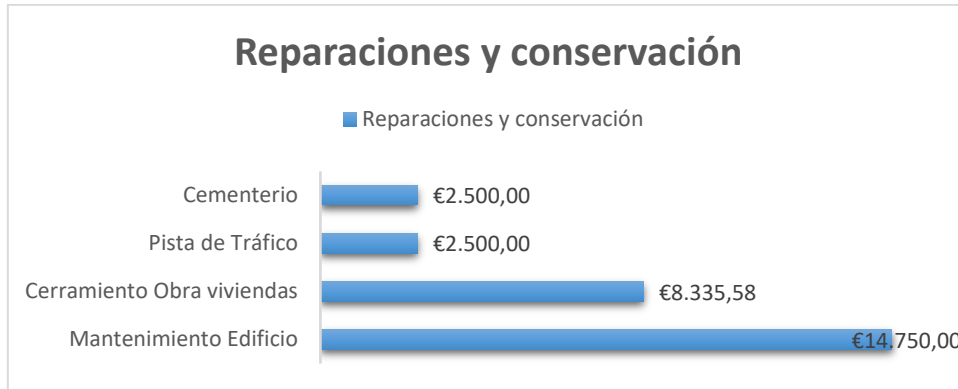 Reparaciones y conservación
Reparaciones y conservación
Cementerio €2.500,00
Pista de Tráfico €2.500,00
Cerramiento Obra viviendas €8.335,58
Mantenimiento Edificio €14.750,00